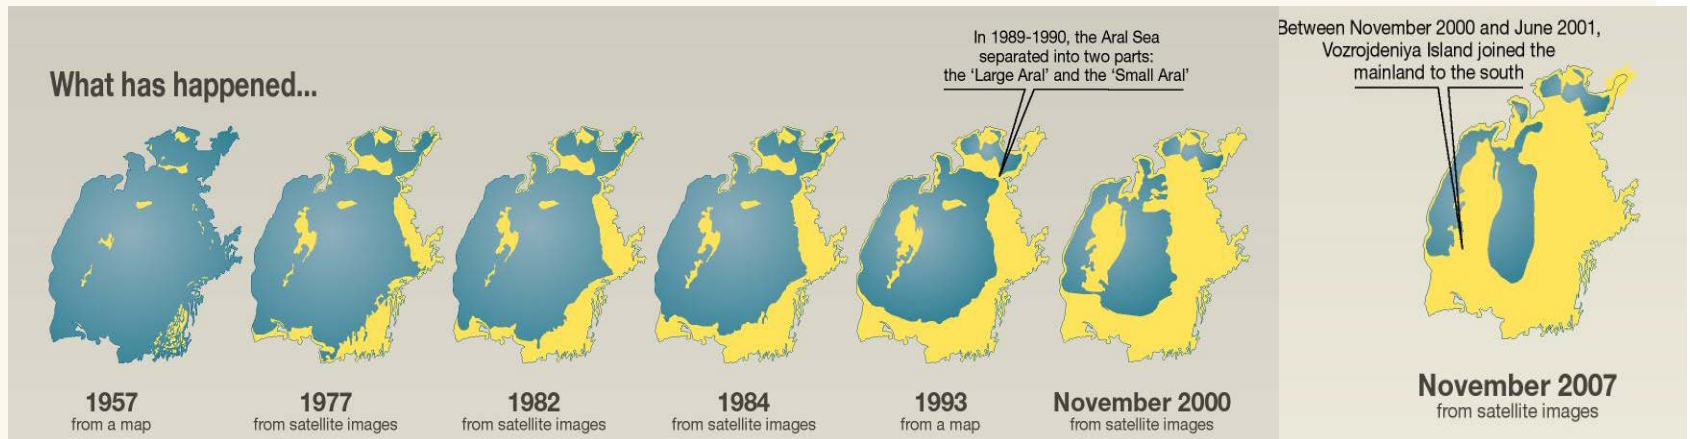 What has happened...
In 1989-1990, the Aral Sea
separated into two parts:
the ‘Large Aral’ and the ‘Small Aral’
Between November 2000 and June 2001,
Vozrojdeniya Island joined the
mainland to the south
1957
from a map
1977
from satellite images
1982
from satellite images
1984
from satellite images
1993
from a map
November 2000
from satellite images
November 2007
from satellite images